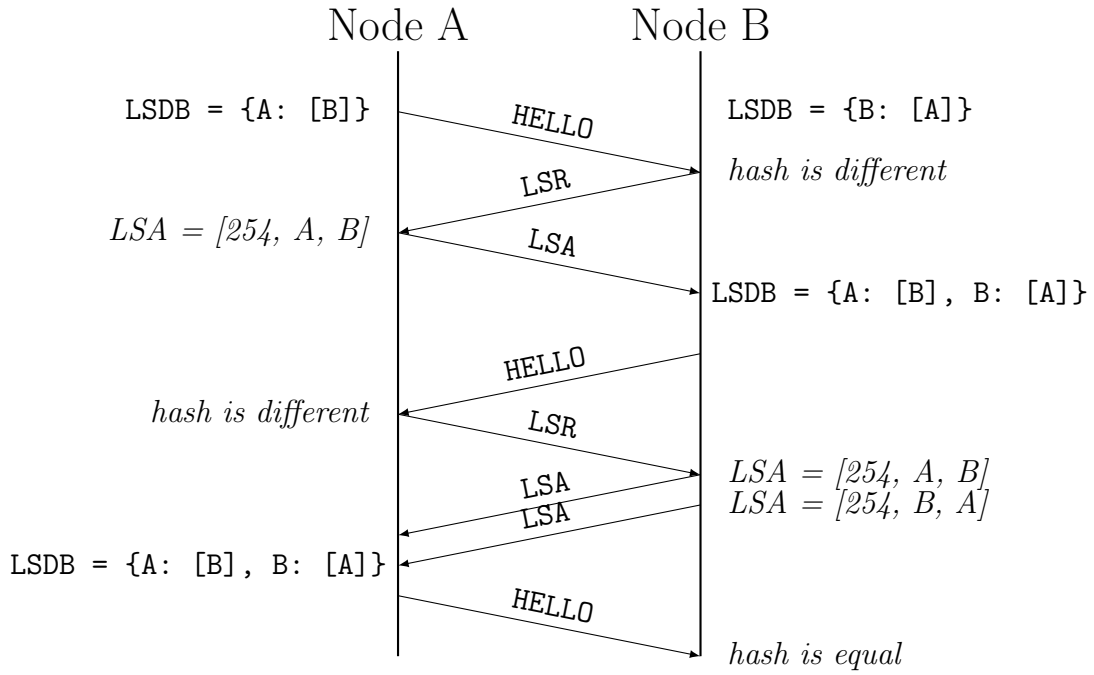 Node A
Node B
LSDB = {A: [B]}
HELLO
LSDB = {B: [A]}
hash is different
LSR
LSA = [254, A, B]
LSA
LSDB = {A: [B], B: [A]}
HELLO
hash is different
LSR
LSA = [254, A, B]
LSA
LSA = [254, B, A]
LSA
LSDB = {A: [B], B: [A]}
HELLO
hash is equal